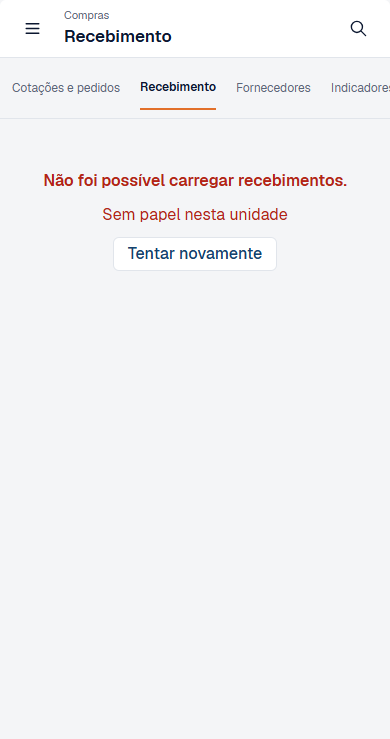 Compras
Recebimento
Cotações e pedidos Recebimento Fornecedores Indicadores
Não foi possível carregar recebimentos.
Sem papel nesta unidade
Tentar novamente